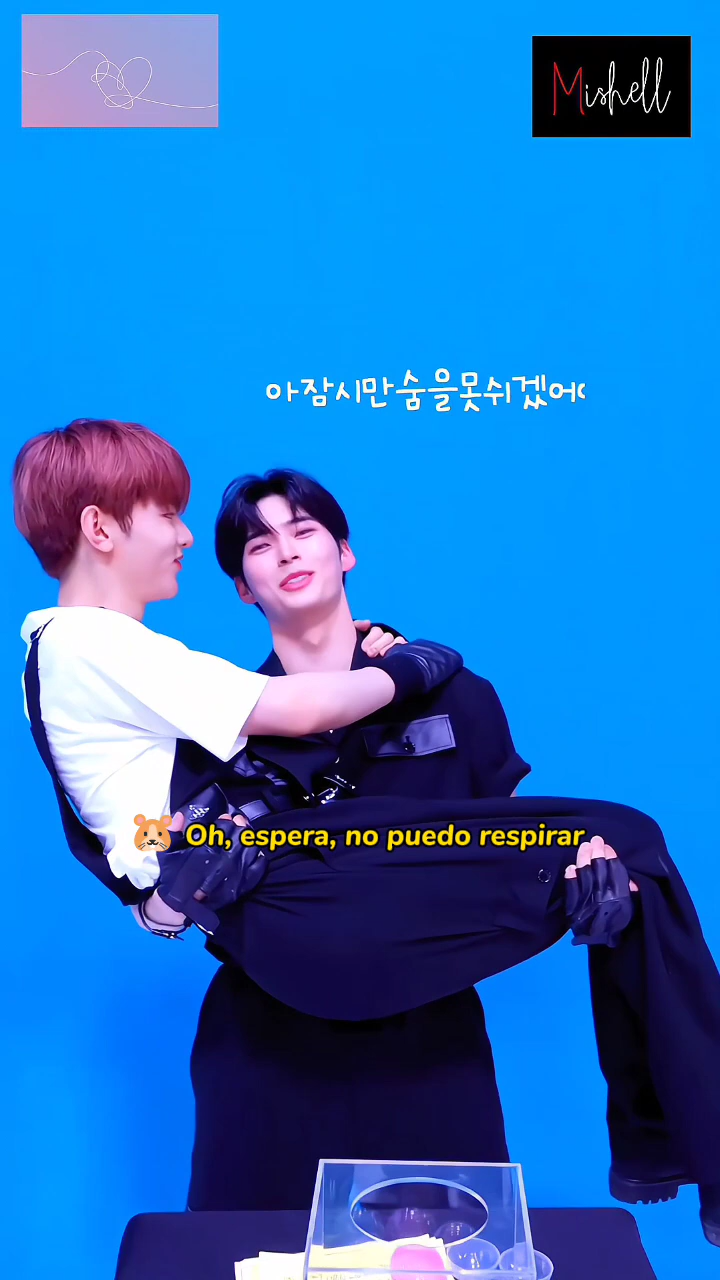 Mishell
아 잠시만 숨을 못 쉬겠어
Oh, espera, no puedo respirar